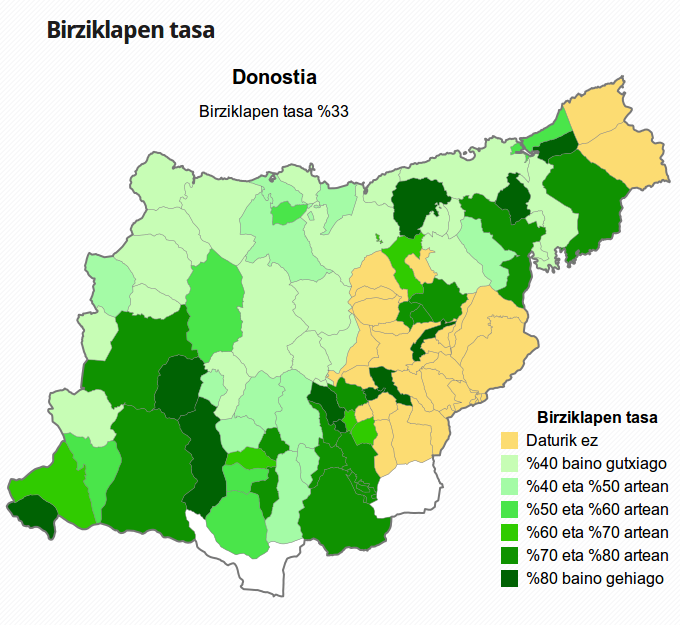 Birziklapen tasa
Donostia
Birziklapen tasa %33
Birziklapen tasa
Daturik ez
%40 baino gutxiago
%40 eta %50 artean
%50 eta %60 artean
%60 eta %70 artean
%70 eta %80 artean
%80 baino gehiago